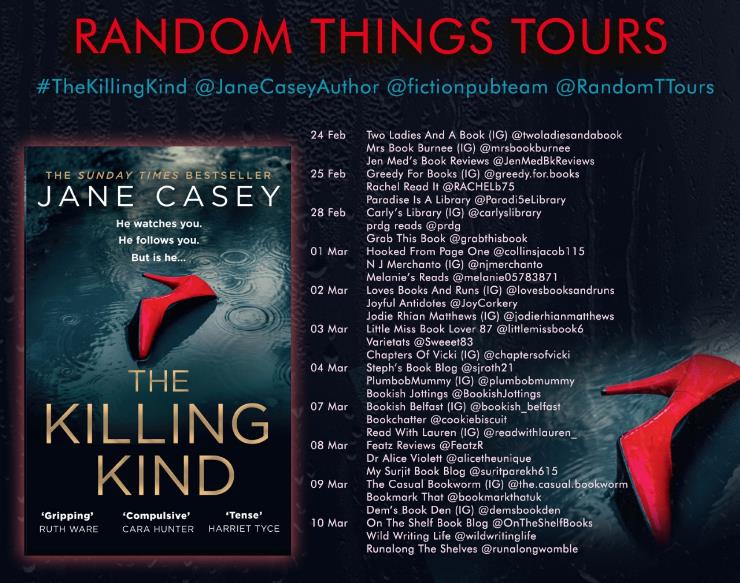 RANDOM THINGS TOURS
#TheKillingKind @JaneCaseyAuthor @fictionpubteam @RandomTTours
THE SUNDAY TIMES BESTSELLER
JANE CASEY
He watches you.
He follows you.
But is he...
THE
KILLING
KIND
'Gripping' 'Compulsive' 'Tense'
RUTH WARE CARA HUNTER HARRIET TYCE
24 Feb Two Ladies And A Book (IG) @twoladiesandabook
Mrs Book Burnee (IG) @mrsbookburnee
Jen Med's Book Reviews @JenMedBkReviews
25 Feb Greedy For Books (IG) @greedy.for.books
Rachel Read It @RACHELb75
Paradise Is A Library @Paradi5eLibrary
28 Feb Carly's Library (IG) @carlyslibrary
prdg reads @prdg
Grab This Book @grabthisbook
01 Mar Hooked From Page One @collinsjacob115
N J Merchanto (IG) @njmerchanto
Melanie's Reads @melanie05783871
02 Mar Loves Books And Runs (IG) @lovesbooksandruns
Joyful Antidotes @JoyCorkery
Jodie Rhian Matthews (IG) @jodierhianmatthews
03 Mar Little Miss Book Lover 87 @littlemissbook6
Varietats @Sweeet83
Chapters Of Vicki (IG) @chaptersofvicki
04 Mar Steph's Book Blog @sjroth21
PlumbobMummy (IG) @plumbobmummy
Bookish Jottings @BookishJottings
07 Mar Bookish Belfast (IG) @bookish_belfast
Bookchatter @cookiebiscuit
Read With Lauren (IG) @readwithlauren_
08 Mar Featz Reviews @FeatzR
Dr Alice Violett @alicetheunique
My Surjit Book Blog @suritparekh615
09 Mar The Casual Bookworm (IG) @the.casual.bookworm
Bookmark That @bookmarkthatuk
Dem's Book Den (IG) @demsbookden
10 Mar On The Shelf Book Blog @OnTheShelfBooks
Wild Writing Life @wildwritinglife
Runalong The Shelves @runalongwomble